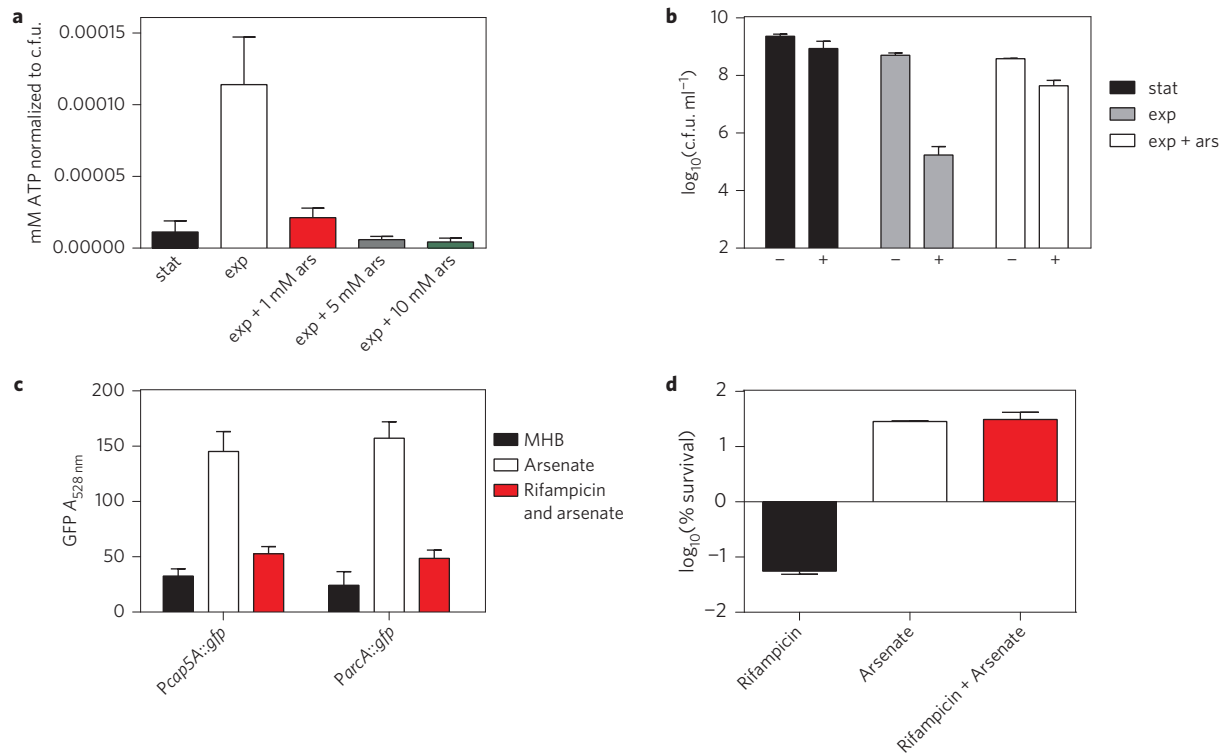 a
mM ATP normalized to c.f.u.
0.00015
0.00010
0.00005
0.00000
stat
exp
exp + 1 mM ars
exp + 5 mM ars
exp + 10 mM ars
b
log10(c.f.u. ml−1)
10
8
6
4
2
− + − + − +
stat
exp
exp + ars
c
GFP A528 nm
200
150
100
50
0
Pcap5A::gfp
ParcA::gfp
MHB
Arsenate
Rifampicin
and arsenate
d
log10(% survival)
2
1
0
−1
−2
Rifampicin
Arsenate
Rifampicin + Arsenate